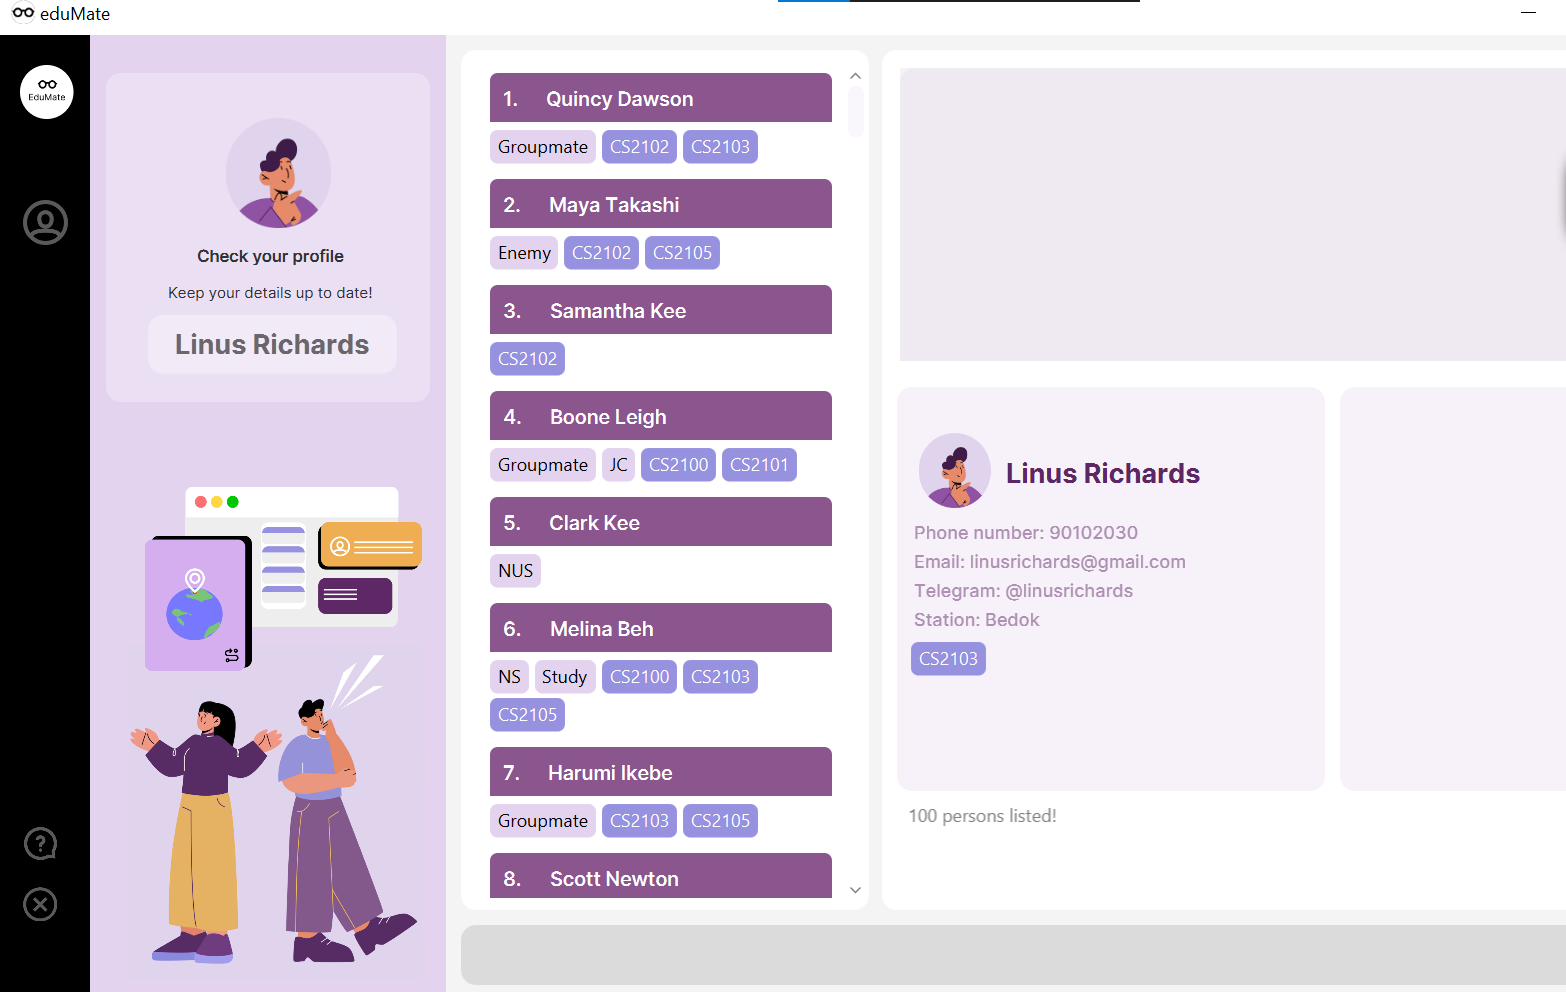 eduMate
EduMate
Check your profile
Keep your details up to date!
Linus Richards
1. Quincy Dawson
Groupmate CS2102 CS2103
2. Maya Takashi
Enemy CS2102 CS2105
3. Samantha Kee
CS2102
4. Boone Leigh
Groupmate JC CS2100 CS2101
5. Clark Kee
NUS
6. Melina Beh
NS Study CS2100 CS2103
CS2105
7. Harumi Ikebe
Groupmate CS2103 CS2105
8. Scott Newton
Linus Richards
Phone number: 90102030
Email: linusrichards@gmail.com
Telegram: @linusrichards
Station: Bedok
CS2103
100 persons listed!